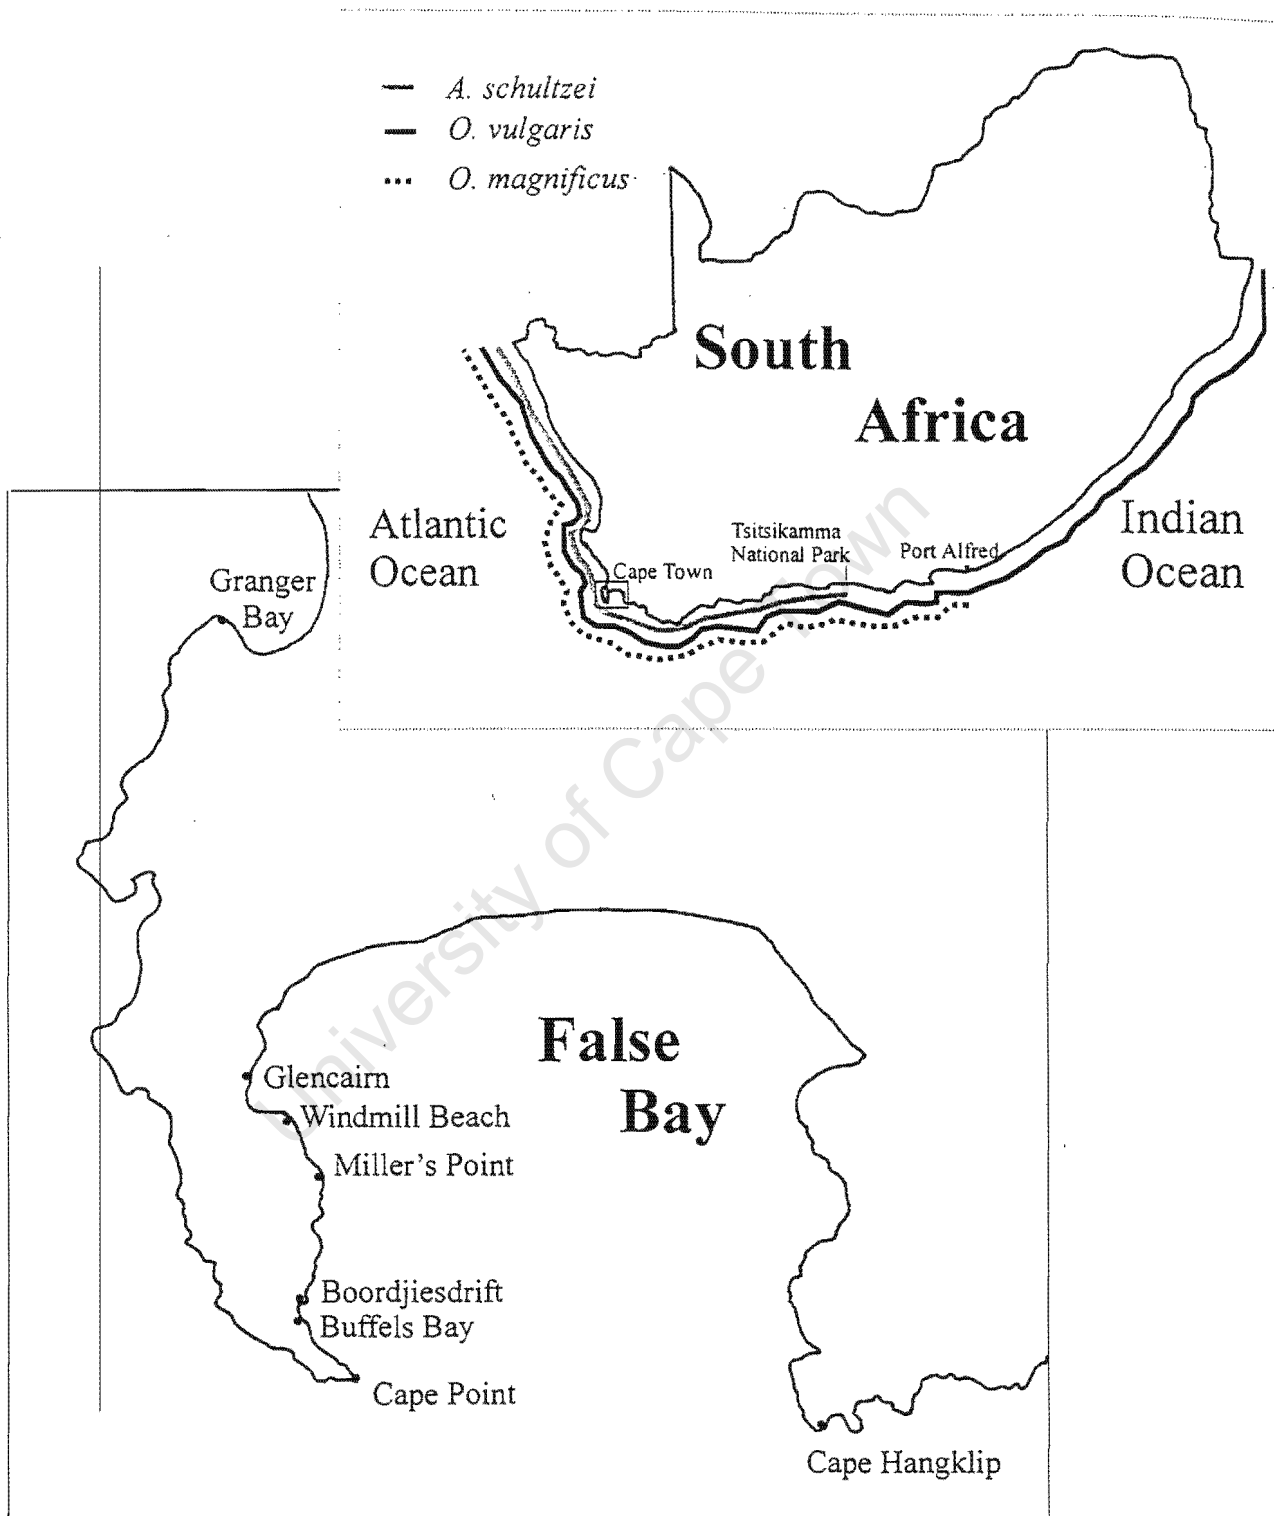 A. schultzei
O. vulgaris
O. magnificus
South
Africa
Atlantic
Ocean
Indian
Ocean
Tsitsikamma
National Park
Port Alfred
Cape Town
Granger
Bay
False
Bay
Glencairn
Windmill Beach
Miller's Point
Boordjiesdrift
Buffels Bay
Cape Point
Cape Hangklip
University of Cape Town